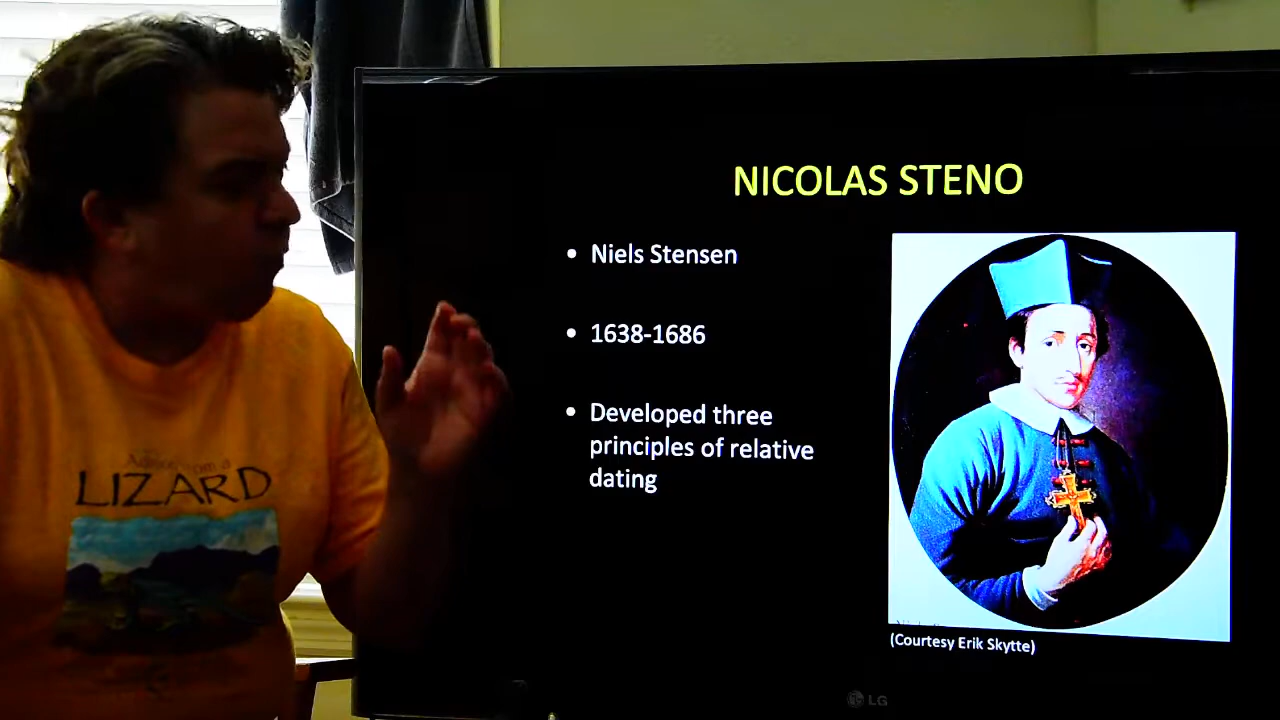 NICOLAS STENO
• Niels Stensen
• 1638-1686
• Developed three
principles of relative
dating
(Courtesy Erik Skytte)
LIZARD
LG